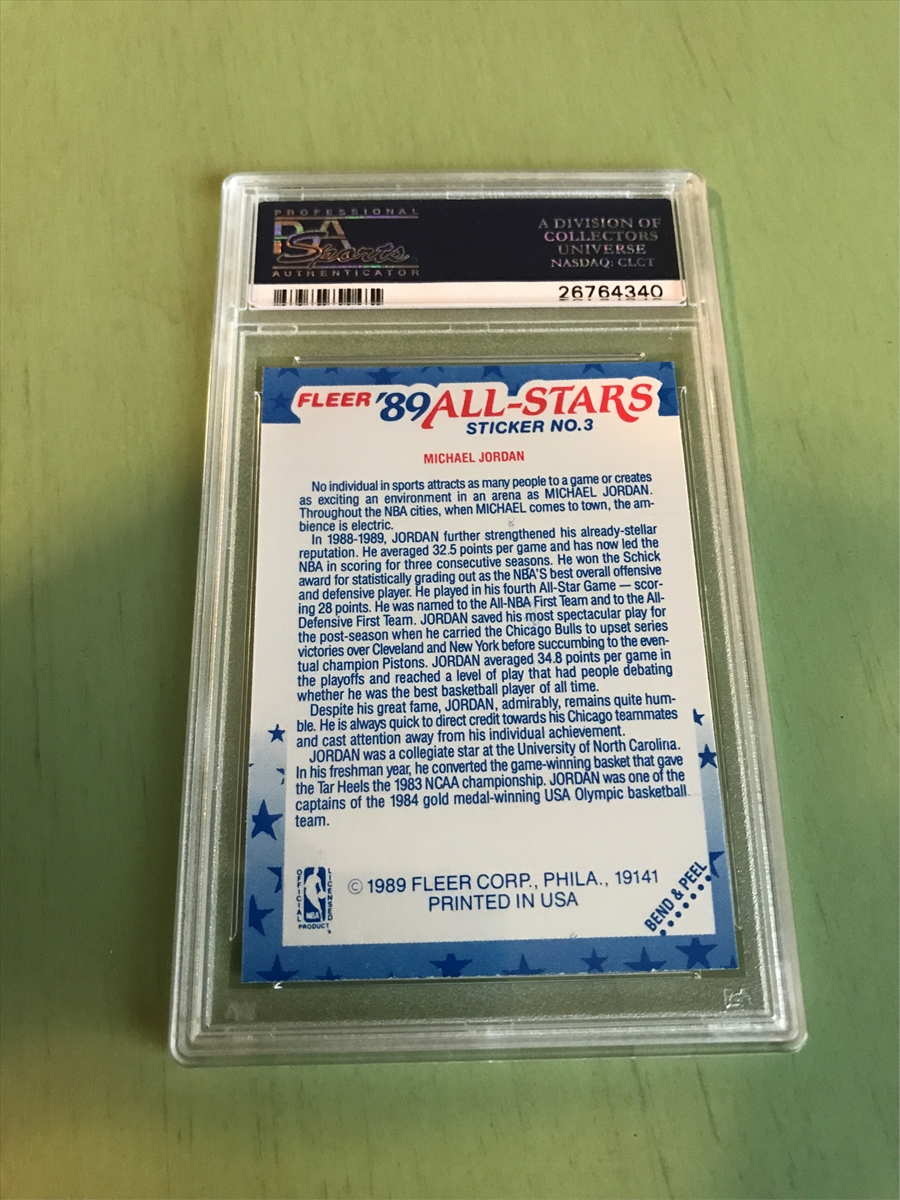 PROFESSIONAL
PSA
Sports
AUTHENTICATOR
A DIVISION OF
COLLECTORS
UNIVERSE
NASDAQ: CLCT
26764340
FLEER '89 ALL-STARS
STICKER NO.3
MICHAEL JORDAN
No individual in sports attracts as many people to a game or creates
as exciting an environment in an arena as MICHAEL JORDAN.
Throughout the NBA cities, when MICHAEL comes to town, the am-
bience is electric.
In 1988-1989, JORDAN further strengthened his already-stellar
reputation. He averaged 32.5 points per game and has now led the
NBA in scoring for three consecutive seasons. He won the Schick
award for statistically grading out as the NBA'S best overall offensive
and defensive player. He played in his fourth All-Star Game — scor-
ing 28 points. He was named to the All-NBA First Team and to the All-
Defensive First Team. JORDAN saved his most spectacular play for
the post-season when he carried the Chicago Bulls to upset series
victories over Cleveland and New York before succumbing to the even-
tual champion Pistons. JORDAN averaged 34.8 points per game in
the playoffs and reached a level of play that had people debating
whether he was the best basketball player of all time.
Despite his great fame, JORDAN, admirably, remains quite hum-
ble. He is always quick to direct credit towards his Chicago teammates
and cast attention away from his individual achievement.
JORDAN was a collegiate star at the University of North Carolina.
In his freshman year, he converted the game-winning basket that gave
the Tar Heels the 1983 NCAA championship. JORDAN was one of the
captains of the 1984 gold medal-winning USA Olympic basketball
team.
OFFICIAL LICENSED
NBA
PRODUCT
© 1989 FLEER CORP., PHILA., 19141
PRINTED IN USA
BEND & PEEL